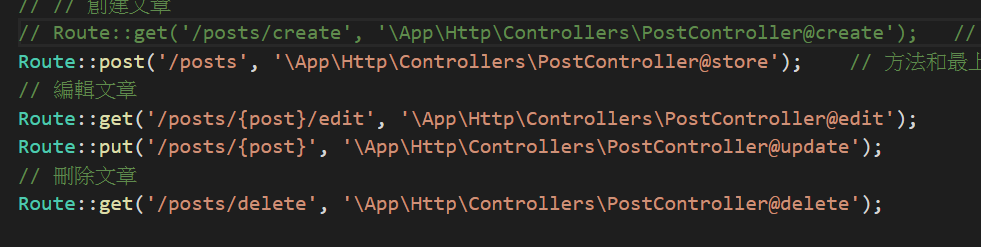 // // 創建文章
// Route::get('/posts/create', '\App\Http\Controllers\PostController@create');   //
Route::post('/posts', '\App\Http\Controllers\PostController@store');    // 方法和最上
// 編輯文章
Route::get('/posts/{post}/edit', '\App\Http\Controllers\PostController@edit');
Route::put('/posts/{post}', '\App\Http\Controllers\PostController@update');
// 刪除文章
Route::get('/posts/delete', '\App\Http\Controllers\PostController@delete');